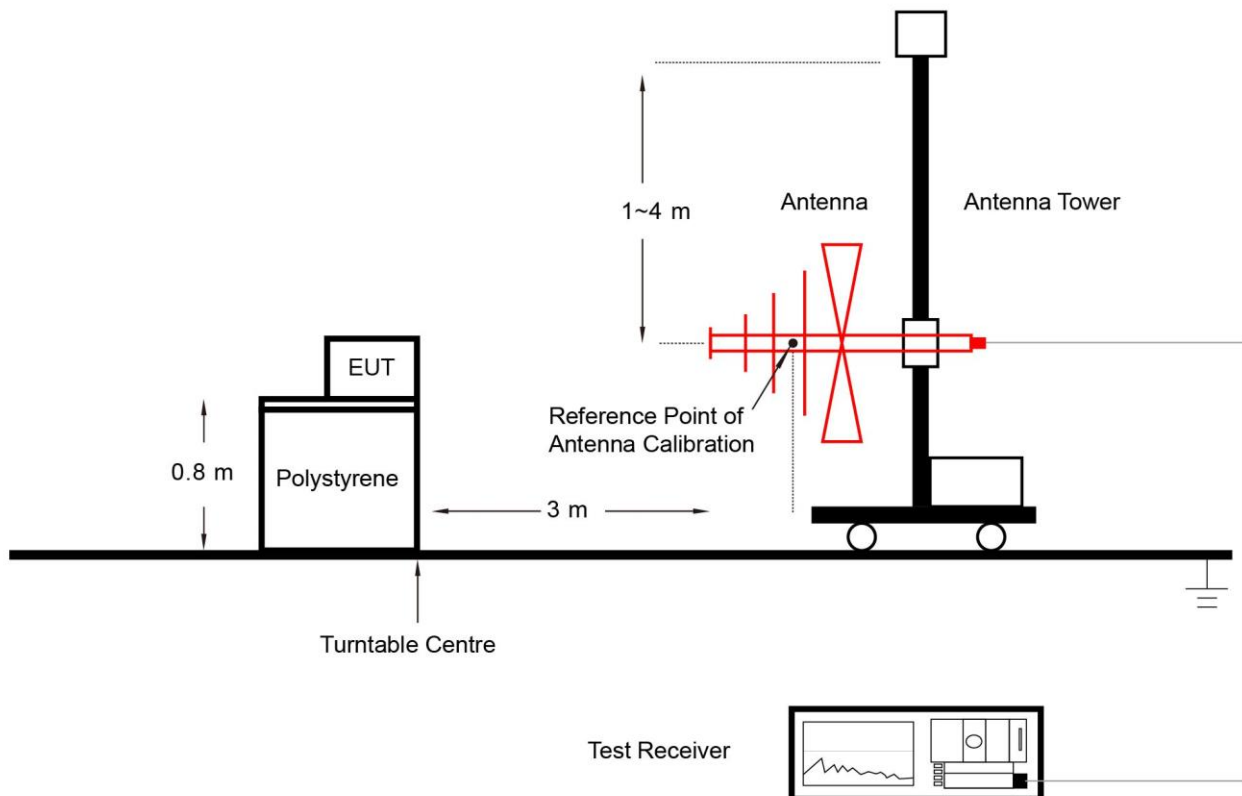 1~4 m
Antenna
Antenna Tower
EUT
Reference Point of
Antenna Calibration
0.8 m
Polystyrene
3 m
Turntable Centre
Test Receiver